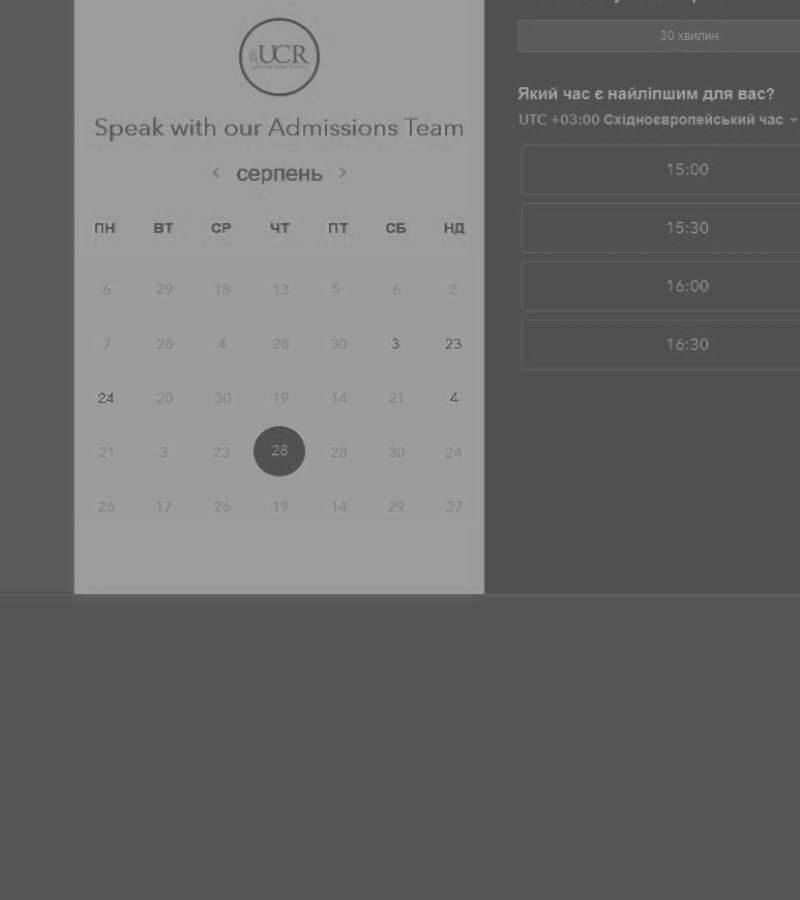 UCR
Speak with our Admissions Team
серпень
ПН ВТ СР ЧТ ПТ СБ НД
6 29 18 13 5 6 2
7 28 4 28 30 3 23
24 20 30 19 14 21 4
21 3 23 28 28 30 24
26 17 26 19 14 29 27
30 хвилин
Який час є найліпшим для вас?
UTC +03:00 Східноєвропейський час
15:00
15:30
16:00
16:30